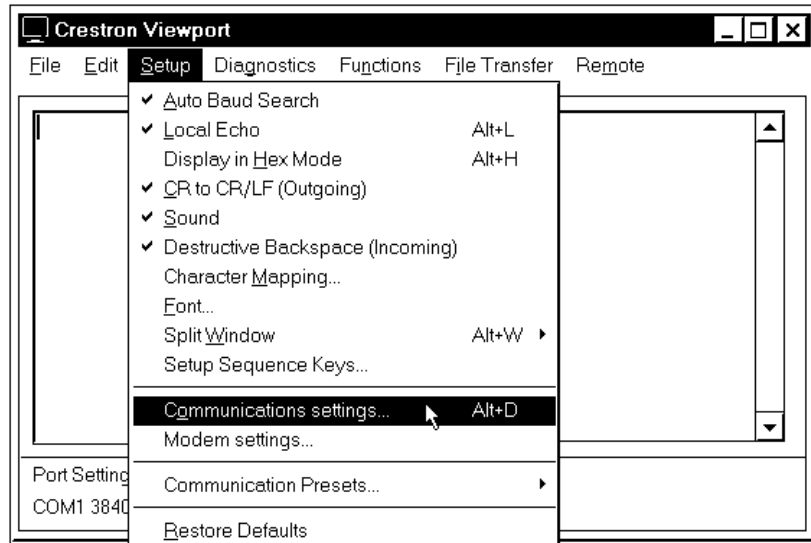 Crestron Viewport
File Edit Setup Diagnostics Functions File Transfer Remote
Auto Baud Search
Local Echo Alt+L
Display in Hex Mode Alt+H
CR to CR/LF (Outgoing)
Sound
Destructive Backspace (Incoming)
Character Mapping...
Font...
Split Window Alt+W
Setup Sequence Keys...
Communications settings... Alt+D
Modem settings...
Communication Presets...
Restore Defaults
Port
COM1